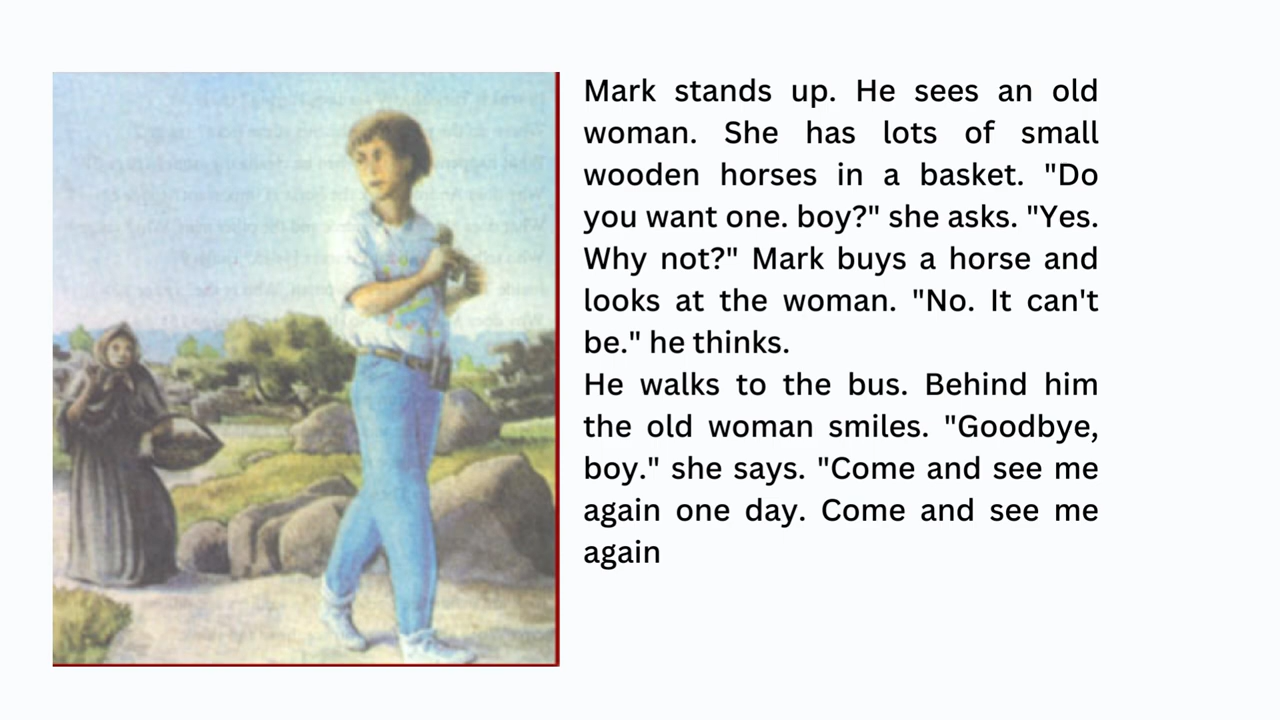 Mark stands up. He sees an old
woman. She has lots of small
wooden horses in a basket. "Do
you want one. boy?" she asks. "Yes.
Why not?" Mark buys a horse and
looks at the woman. "No. It can't
be." he thinks.
He walks to the bus. Behind him
the old woman smiles. "Goodbye,
boy." she says. "Come and see me
again one day. Come and see me
again